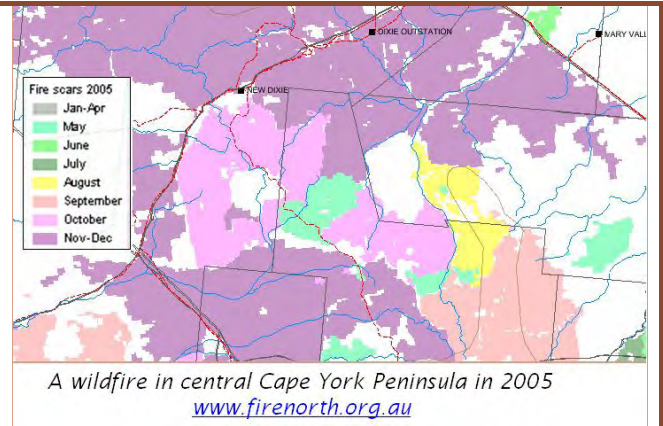 DIXIE OUTSTATION
MARY VALL
NEW DIXIE
Fire scars 2005
Jan-Apr
May
June
July
August
September
October
Nov-Dec
A wildfire in central Cape York Peninsula in 2005
www.firenorth.org.au